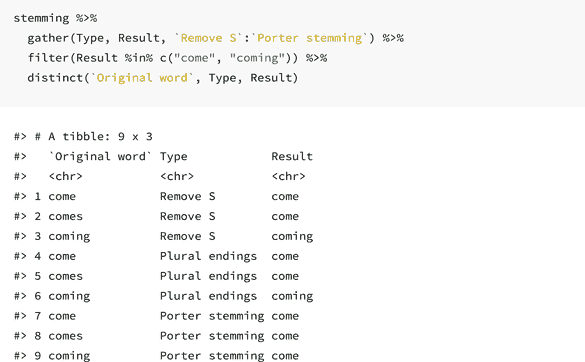 stemming %>%
  gather(Type, Result, `Remove S`:`Porter stemming`) %>%
  filter(Result %in% c("come", "coming")) %>%
  distinct(`Original word`, Type, Result)
#> # A tibble: 9 x 3
#>   `Original word` Type            Result
#>   <chr>           <chr>           <chr>
#> 1 come            Remove S        come
#> 2 comes           Remove S        come
#> 3 coming          Remove S        coming
#> 4 come            Plural endings  come
#> 5 comes           Plural endings  come
#> 6 coming          Plural endings  coming
#> 7 come            Porter stemming come
#> 8 comes           Porter stemming come
#> 9 coming          Porter stemming come